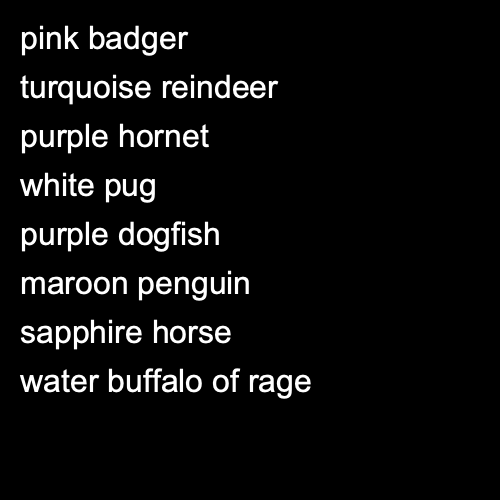 pink badger
turquoise reindeer
purple hornet
white pug
purple dogfish
maroon penguin
sapphire horse
water buffalo of rage